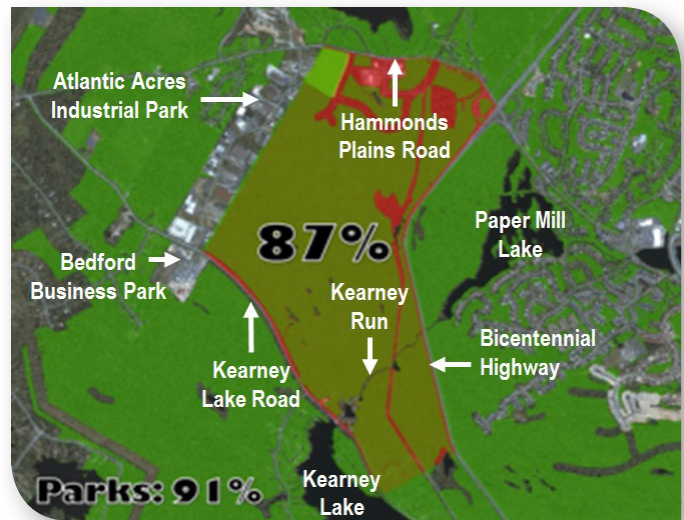 Atlantic Acres
Industrial Park
Hammonds
Plains Road
87%
Paper Mill
Lake
Bedford
Business Park
Kearney
Run
Bicentennial
Highway
Kearney
Lake Road
Parks: 91%
Kearney
Lake